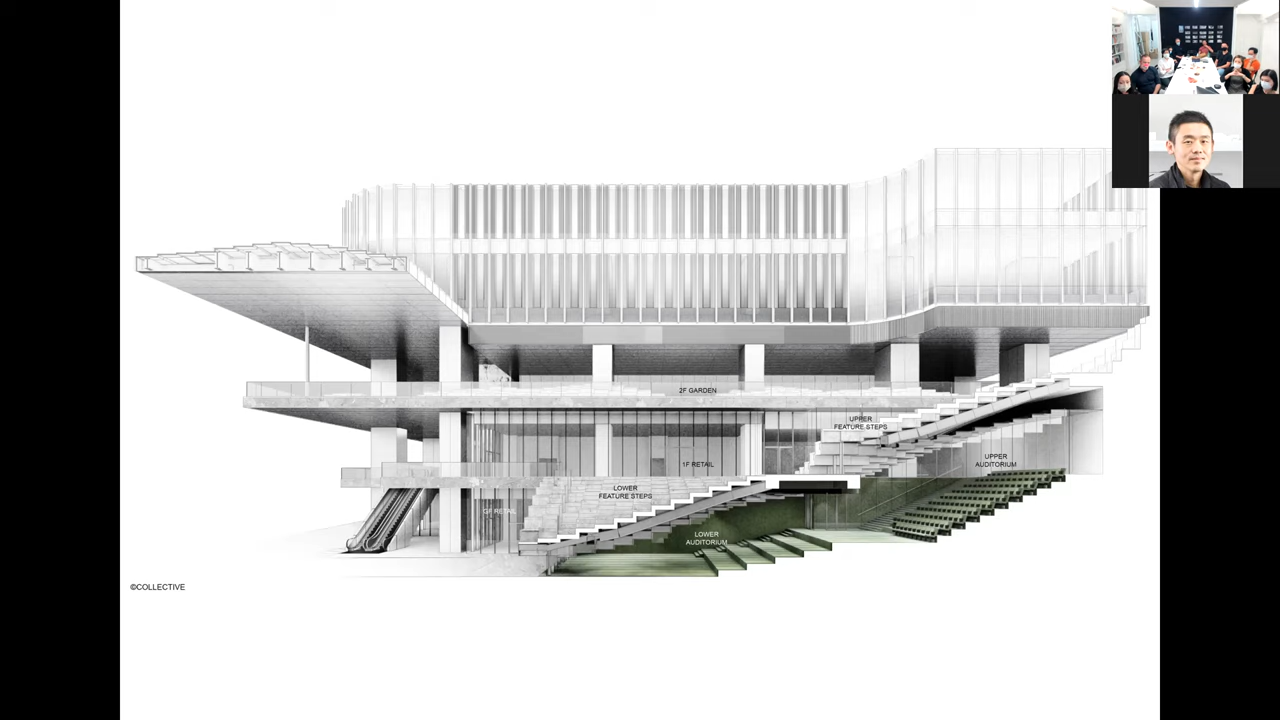 2F GARDEN
UPPER
FEATURE STEPS
UPPER
AUDITORIUM
1F RETAIL
LOWER
FEATURE STEPS
GF RETAIL
LOWER
AUDITORIUM
©COLLECTIVE